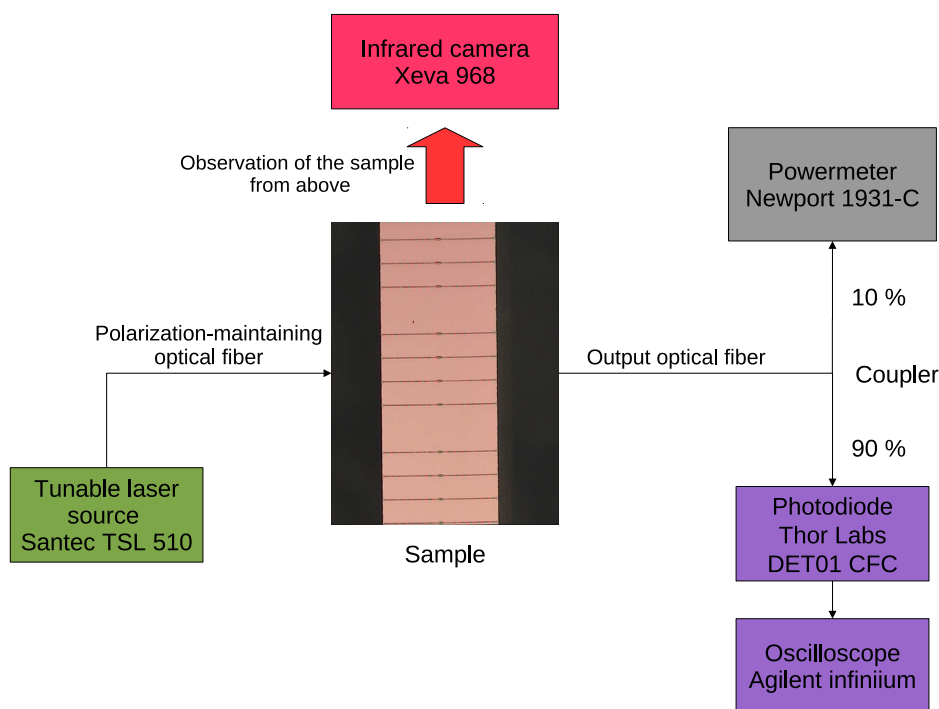 Infrared camera
Xeva 968
Observation of the sample
from above
Powermeter
Newport 1931-C
10 %
Polarization-maintaining
optical fiber
Output optical fiber
Coupler
90 %
Tunable laser
source
Santec TSL 510
Sample
Photodiode
Thor Labs
DET01 CFC
Oscilloscope
Agilent infiniium